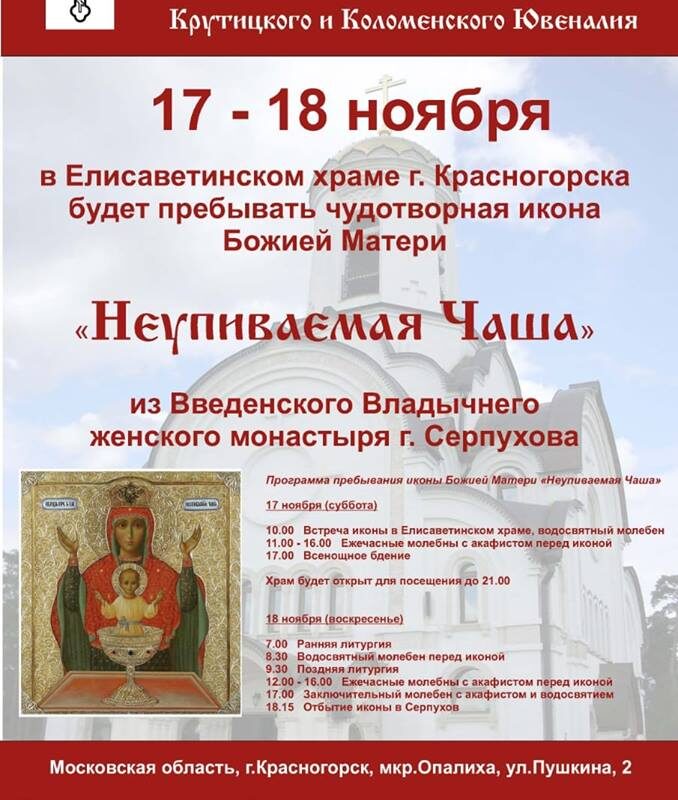 Крутицкого и Коломенского Ювеналия
17 - 18 ноября
в Елисаветинском храме г. Красногорска
будет пребывать чудотворная икона
Божией Матери
«Неупиваемая Чаша»
из Введенского Владычнего
женского монастыря г. Серпухова
Программа пребывания иконы Божией Матери «Неупиваемая Чаша»
17 ноября (суббота)
10.00 Встреча иконы в Елисаветинском храме, водосвятный молебен
11.00 - 16.00 Ежечасные молебны с акафистом перед иконой
17.00 Всенощное бдение
Храм будет открыт для посещения до 21.00
18 ноября (воскресенье)
7.00 Ранняя литургия
8.30 Водосвятный молебен перед иконой
9.30 Поздняя литургия
12.00 - 16.00 Ежечасные молебны с акафистом перед иконой
17.00 Заключительный молебен с акафистом и водосвятием
18.15 Отбытие иконы в Серпухов
Московская область, г.Красногорск, мкр.Опалиха, ул.Пушкина, 2